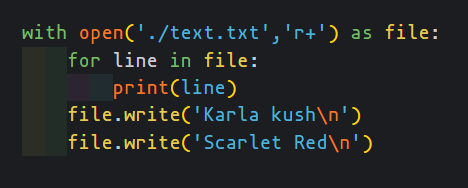 with open('./text.txt','r+') as file:
    for line in file:
        print(line)
    file.write('Karla kush\n')
    file.write('Scarlet Red\n')